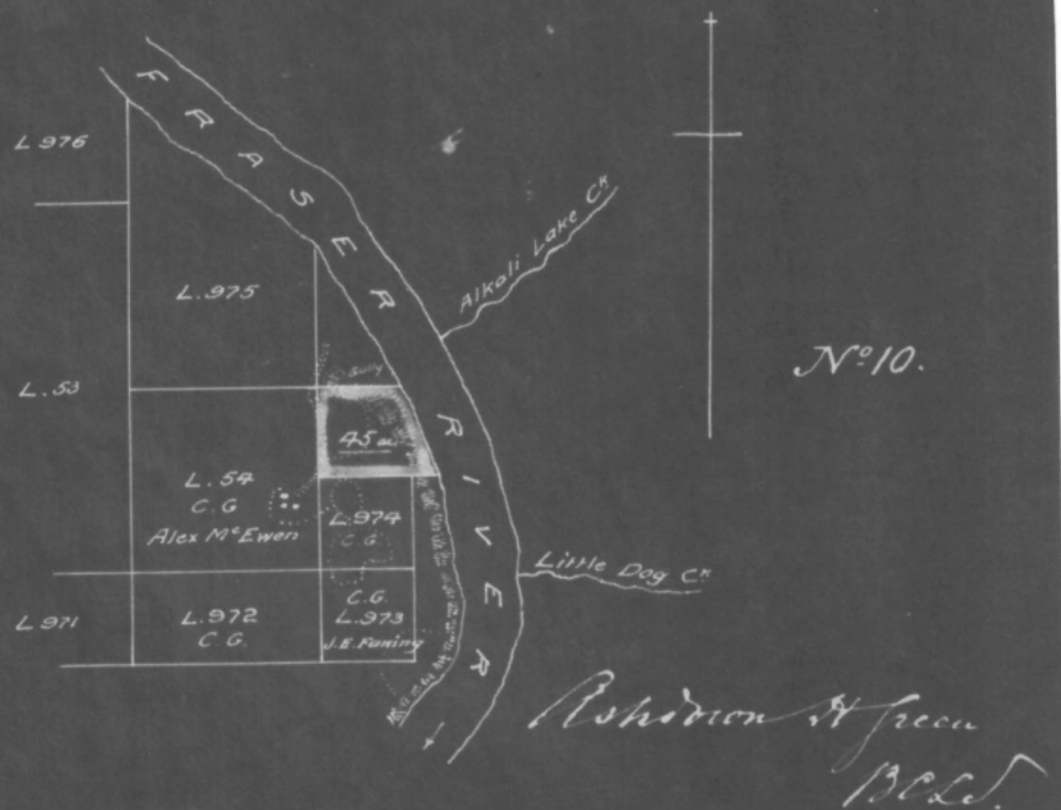 FRASER RIVER
L 976
Alkali Lake Ck
L.975
No 10.
L.53
Gully
45 ac.
L.54
C.G
Alex McEwen
L.974
C.G.
Little Dog Ck
L 971
L.972
C.G.
C.G.
L.973
J.E. Faning
Ashdown H Green
B.C.L.S.